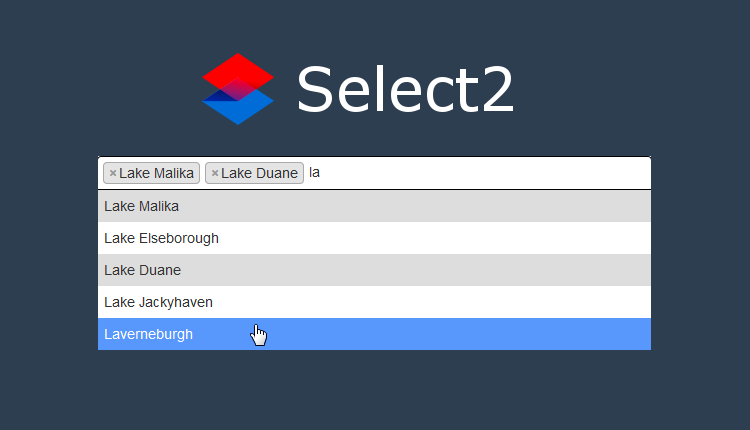 Select2
×Lake Malika ×Lake Duane la
Lake Malika
Lake Elseborough
Lake Duane
Lake Jackyhaven
Laverneburgh